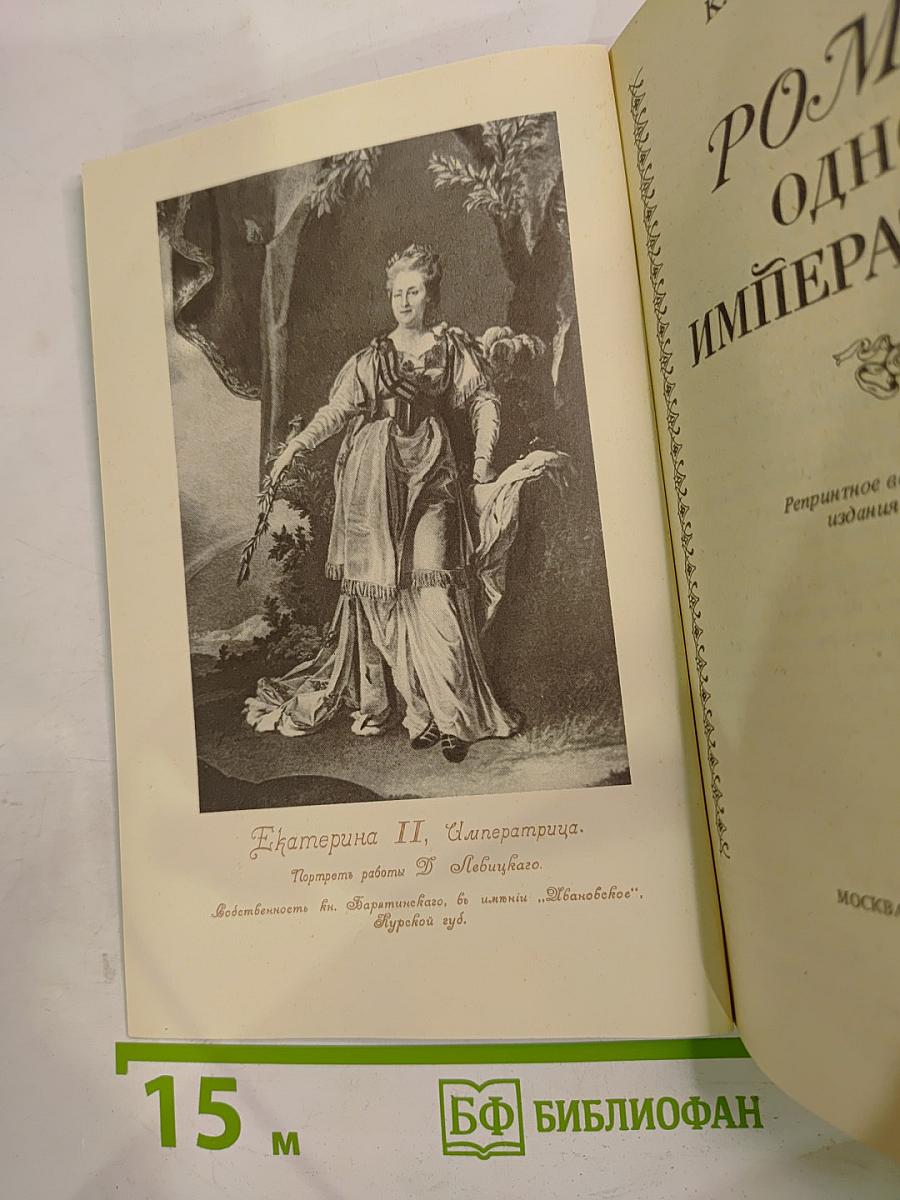 Екатерина II, Императрица.
Портретъ работы Д Левицкаго.
Собственность кн. Барятинскаго, въ имѣніи „Ивановское“,
Курской губ.
К.
РОМ
ОДНО
ИМПЕРА
Репринтное
издания
МОСКВА
15 м
БФ БИБЛИОФАН